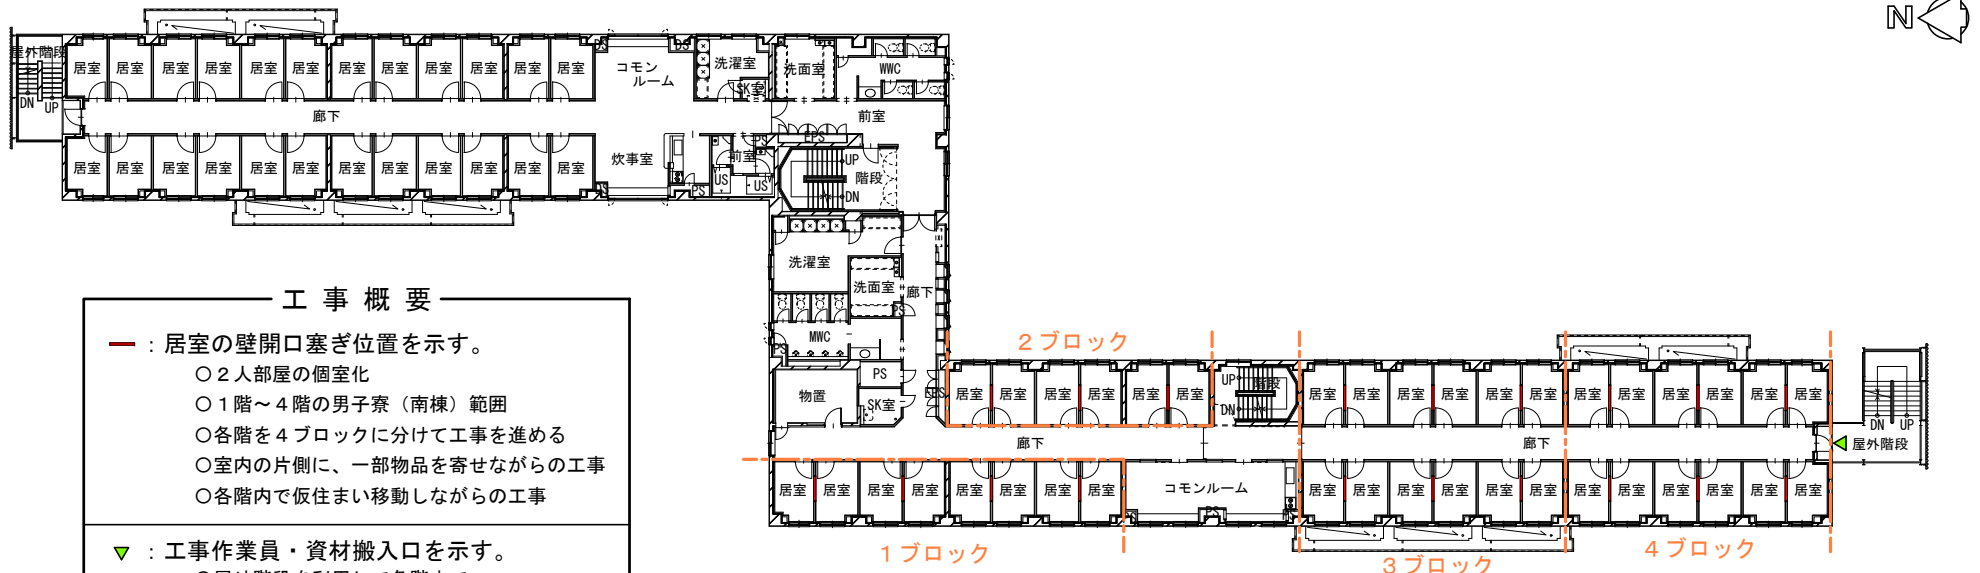 N
屋外階段
DN
UP
居室 居室 居室 居室 居室 居室 居室 居室 居室 居室 居室 居室
DS
DS
コモン
ルーム
洗濯室
SK室
洗面室
WWC
廊下
前室
EPS
居室 居室 居室 居室 居室 居室 居室 居室 居室 居室 居室 居室
炊事室
PS
前室
PS
US
US
UP
階段
DN
洗濯室
洗面室
廊下
PS
MWC
PS
PS
物置
SK室
EPS
工事概要
：居室の壁開口塞ぎ位置を示す。
○２人部屋の個室化
○１階～４階の男子寮（南棟）範囲
○各階を４ブロックに分けて工事を進める
○室内の片側に、一部物品を寄せながらの工事
○各階内で仮住まい移動しながらの工事
：工事作業員・資材搬入口を示す。
２ブロック
居室 居室 居室 居室 居室 居室
UP
階段
DN
居室 居室 居室 居室 居室 居室 居室 居室 居室 居室 居室 居室
DN
UP
廊下
廊下
屋外階段
居室 居室 居室 居室 居室 居室 居室 居室
コモンルーム
PS
居室 居室 居室 居室 居室 居室 居室 居室 居室 居室 居室 居室
１ブロック
３ブロック
４ブロック